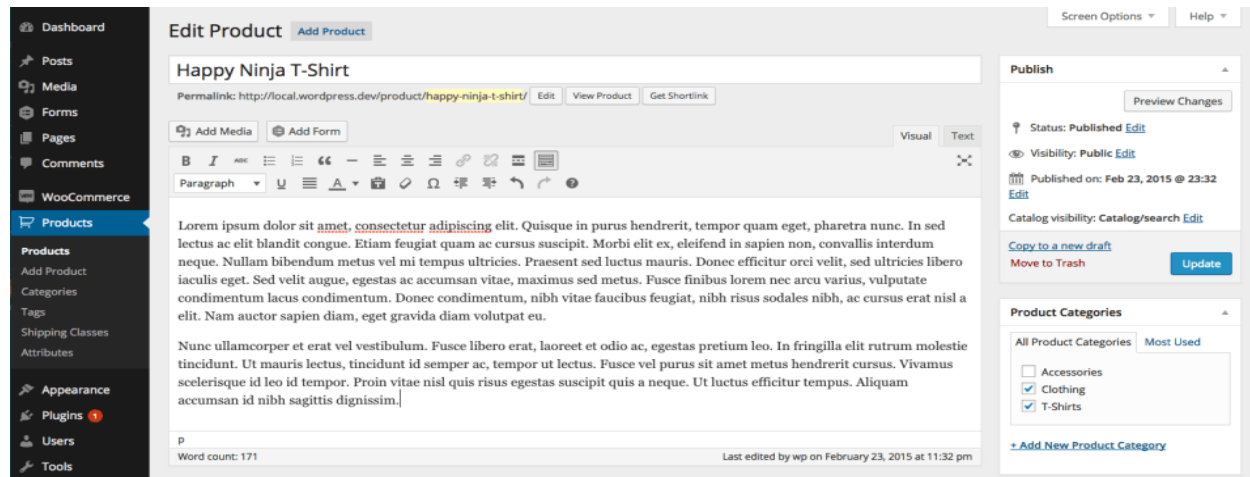 Dashboard
Posts
Media
Forms
Pages
Comments
WooCommerce
Products
Products
Add Product
Categories
Tags
Shipping Classes
Attributes
Appearance
Plugins 1
Users
Tools
Screen Options
Help
Edit Product Add Product
Happy Ninja T-Shirt
Permalink: http://local.wordpress.dev/product/happy-ninja-t-shirt/ Edit View Product Get Shortlink
Add Media Add Form
Visual Text
B I ABC
Paragraph U A Ω
Lorem ipsum dolor sit amet, consectetur adipiscing elit. Quisque in purus hendrerit, tempor quam eget, pharetra nunc. In sed
lectus ac elit blandit congue. Etiam feugiat quam ac cursus suscipit. Morbi elit ex, eleifend in sapien non, convallis interdum
neque. Nullam bibendum metus vel mi tempus ultricies. Praesent sed luctus mauris. Donec efficitur orci velit, sed ultricies libero
iaculis eget. Sed velit augue, egestas ac accumsan vitae, maximus sed metus. Fusce finibus lorem nec arcu varius, vulputate
condimentum lacus condimentum. Donec condimentum, nibh vitae faucibus feugiat, nibh risus sodales nibh, ac cursus erat nisl a
elit. Nam auctor sapien diam, eget gravida diam volutpat eu.
Nunc ullamcorper et erat vel vestibulum. Fusce libero erat, laoreet et odio ac, egestas pretium leo. In fringilla elit rutrum molestie
tincidunt. Ut mauris lectus, tincidunt id semper ac, tempor ut lectus. Fusce vel purus sit amet metus hendrerit cursus. Vivamus
scelerisque id leo id tempor. Proin vitae nisl quis risus egestas suscipit quis a neque. Ut luctus efficitur tempus. Aliquam
accumsan id nibh sagittis dignissim.
p
Word count: 171 Last edited by wp on February 23, 2015 at 11:32 pm
Publish
Preview Changes
Status: Published Edit
Visibility: Public Edit
Published on: Feb 23, 2015 @ 23:32
Edit
Catalog visibility: Catalog/search Edit
Copy to a new draft
Move to Trash Update
Product Categories
All Product Categories Most Used
Accessories
Clothing
T-Shirts
+ Add New Product Category